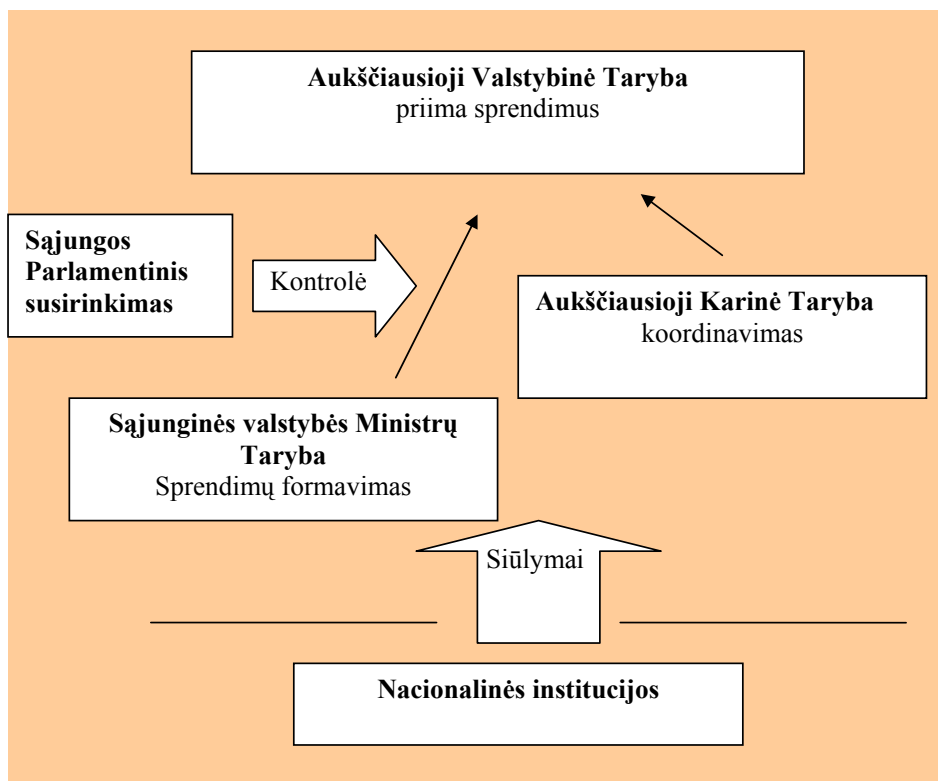 Aukščiausioji Valstybinė Taryba
priima sprendimus
Sąjungos
Parlamentinis
susirinkimas
Kontrolė
Aukščiausioji Karinė Taryba
koordinavimas
Sąjunginės valstybės Ministrų
Taryba
Sprendimų formavimas
Siūlymai
Nacionalinės institucijos